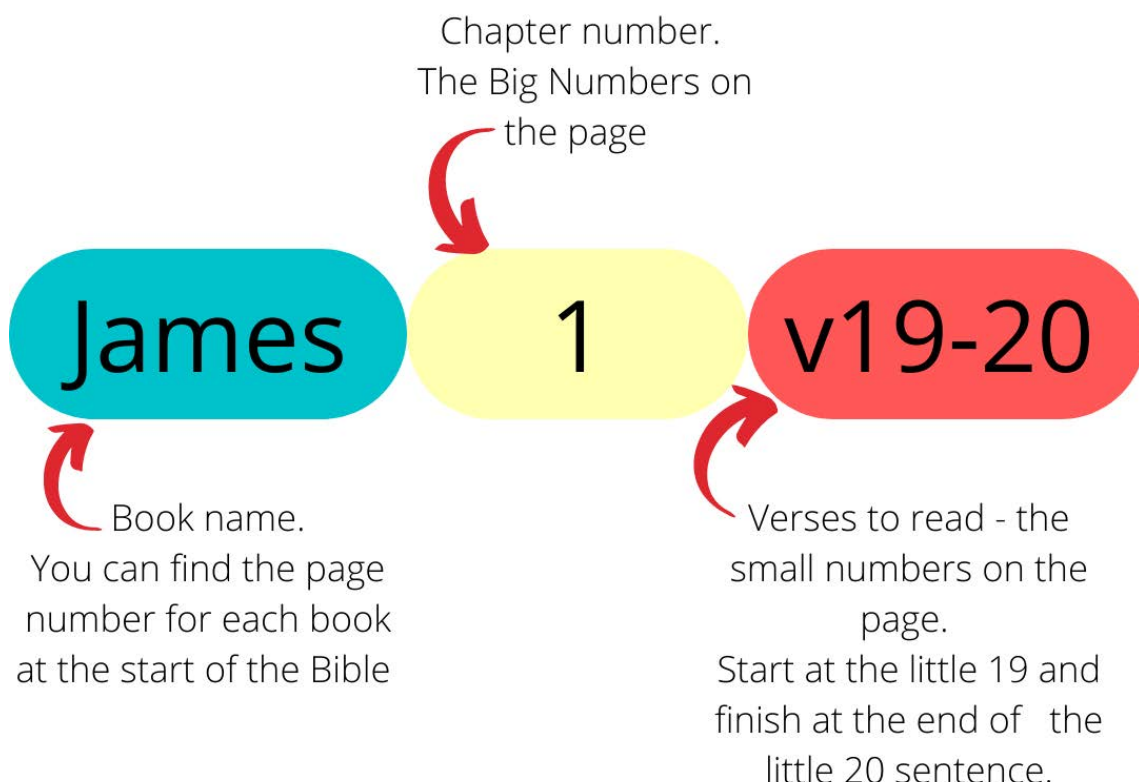 Chapter number.
The Big Numbers on
the page
James 1 v19-20
Book name.
You can find the page
number for each book
at the start of the Bible
Verses to read - the
small numbers on the
page.
Start at the little 19 and
finish at the end of the
little 20 sentence.